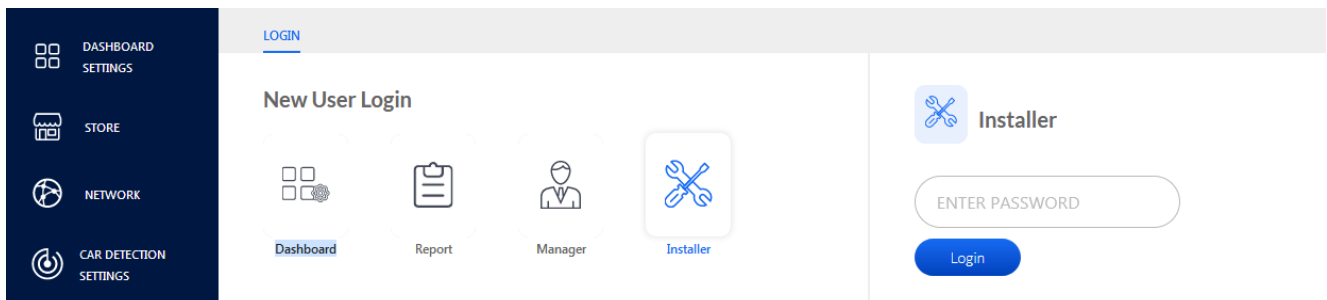 DASHBOARD
SETTINGS
STORE
NETWORK
CAR DETECTION
SETTINGS
LOGIN
New User Login
Dashboard
Report
Manager
Installer
Installer
ENTER PASSWORD
Login